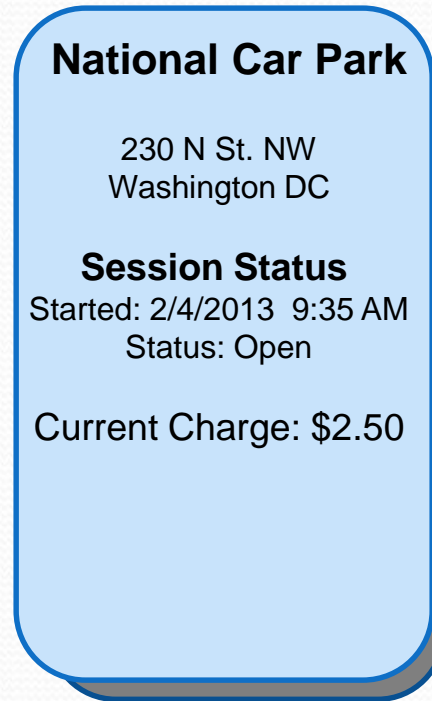 National Car Park
230 N St. NW
Washington DC
Session Status
Started: 2/4/2013 9:35 AM
Status: Open
Current Charge: $2.50